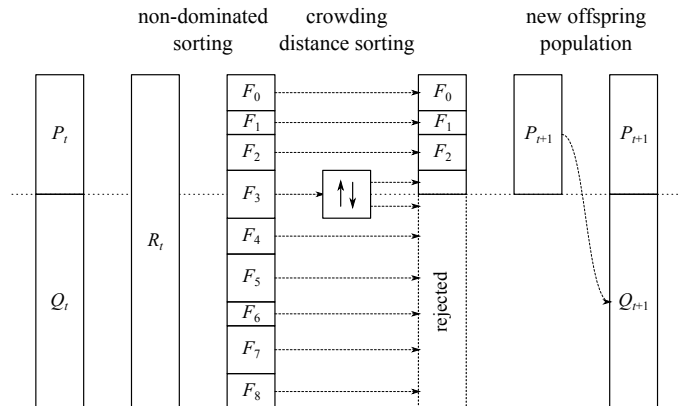 non-dominated
sorting
crowding
distance sorting
new offspring
population
P_t
Q_t
R_t
F_0
F_1
F_2
F_3
F_4
F_5
F_6
F_7
F_8
F_0
F_1
F_2
rejected
P_{t+1}
P_{t+1}
Q_{t+1}